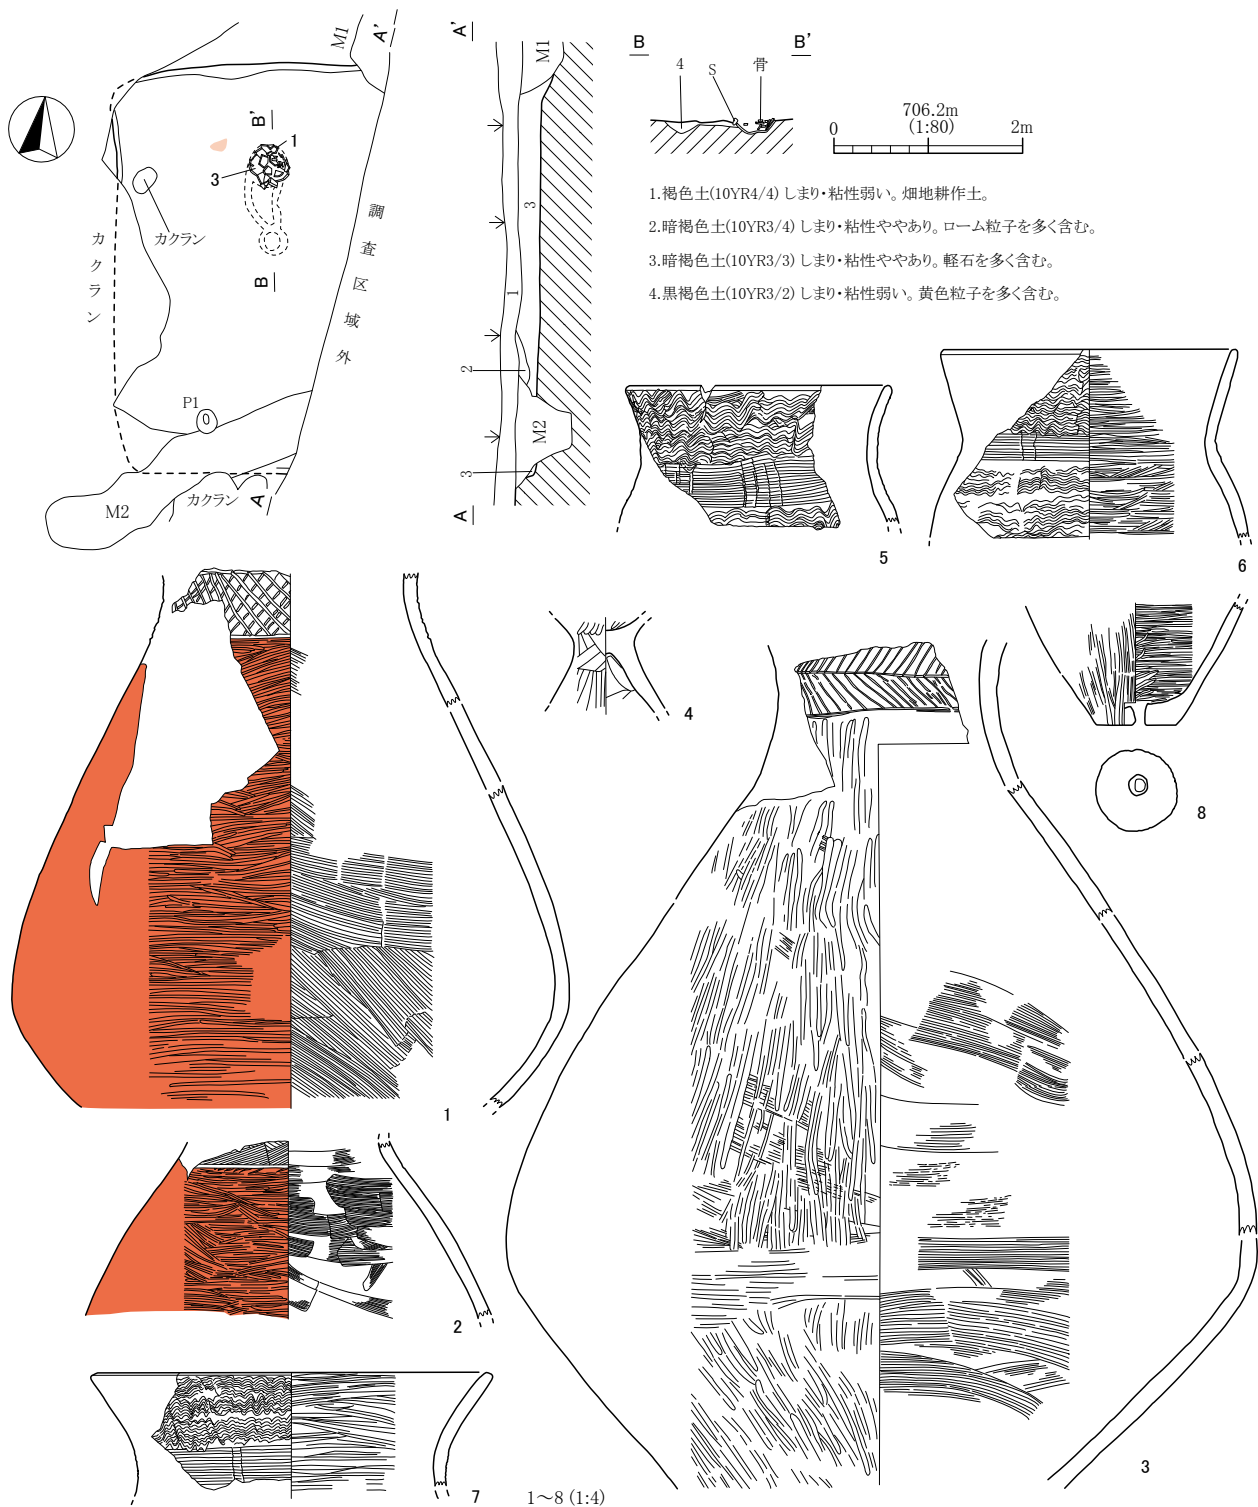 M1
A'
B'
1
3
B
カクラン
カクラン
調査区域外
P1
M2
カクラン
A
A'
M1
3
1
2
M2
3
A
B
B'
4
S
骨
706.2m
(1:80)
0
2m
1.褐色土(10YR4/4) しまり・粘性弱い。畑地耕作土。
2.暗褐色土(10YR3/4) しまり・粘性ややあり。ローム粒子を多く含む。
3.暗褐色土(10YR3/3) しまり・粘性ややあり。軽石を多く含む。
4.黒褐色土(10YR3/2) しまり・粘性弱い。黄色粒子を多く含む。
5
6
4
8
1
2
3
7
1～8 (1:4)